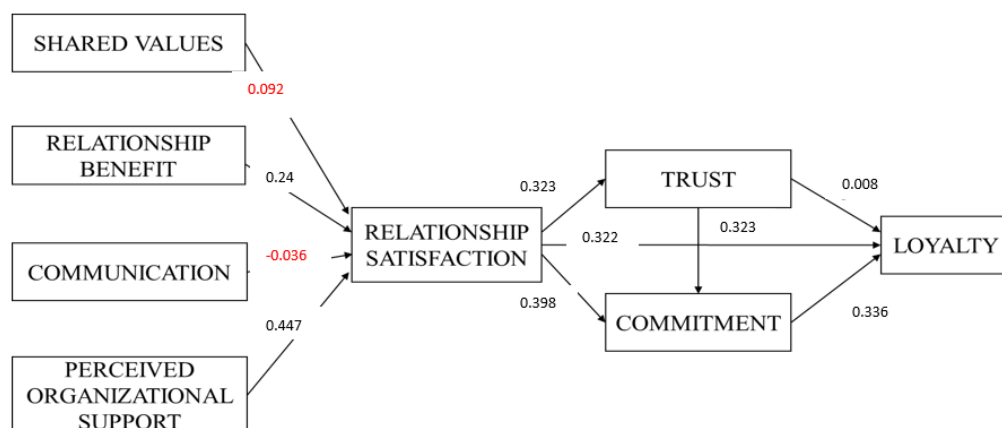 SHARED VALUES
0.092
RELATIONSHIP
BENEFIT
0.24
COMMUNICATION
-0.036
0.447
PERCEIVED
ORGANIZATIONAL
SUPPORT
RELATIONSHIP
SATISFACTION
0.323
0.322
0.398
TRUST
0.323
COMMITMENT
0.008
0.336
LOYALTY